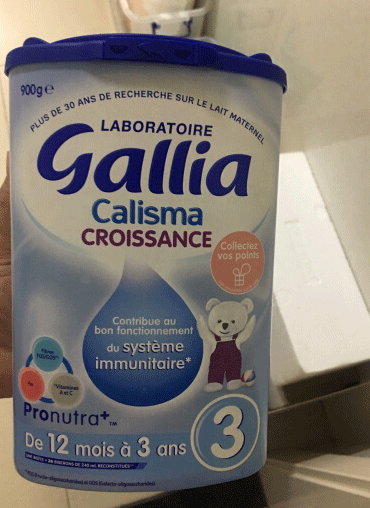 900g e
PLUS DE 30 ANS DE RECHERCHE SUR LE LAIT MATERNEL
LABORATOIRE
Gallia
Calisma
CROISSANCE
Collectez
vos points
Contribue au
bon fonctionnement
du système
immunitaire*
Fer
Vitamines
A et C
Pronutra+™
De 12 mois à 3 ans
3